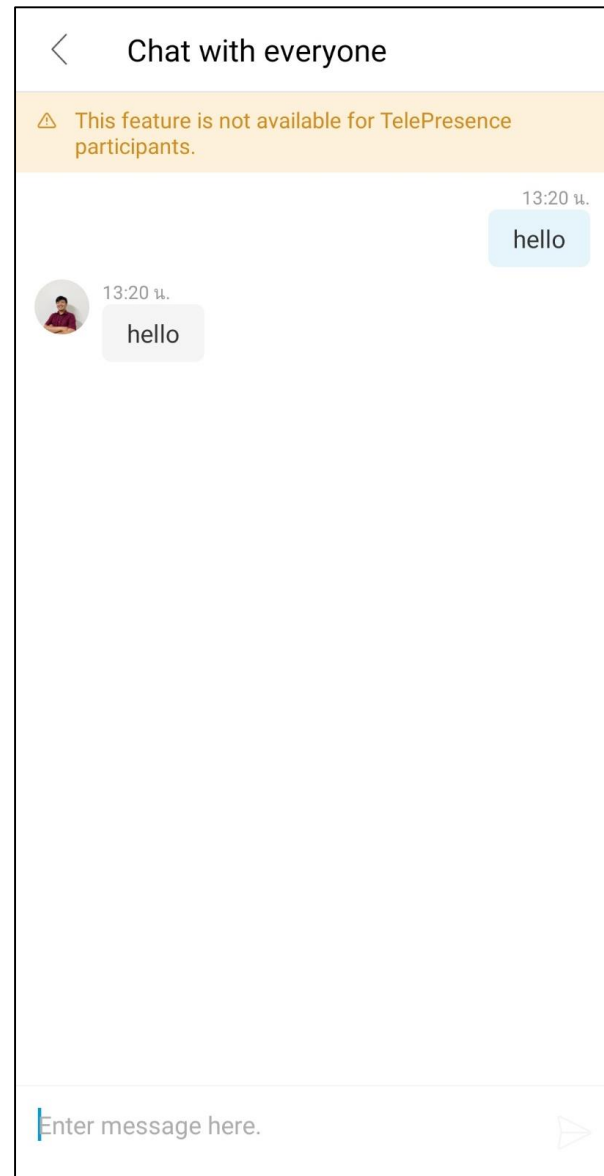 Chat with everyone
This feature is not available for TelePresence
participants.
13:20 น.
hello
13:20 น.
hello
Enter message here.